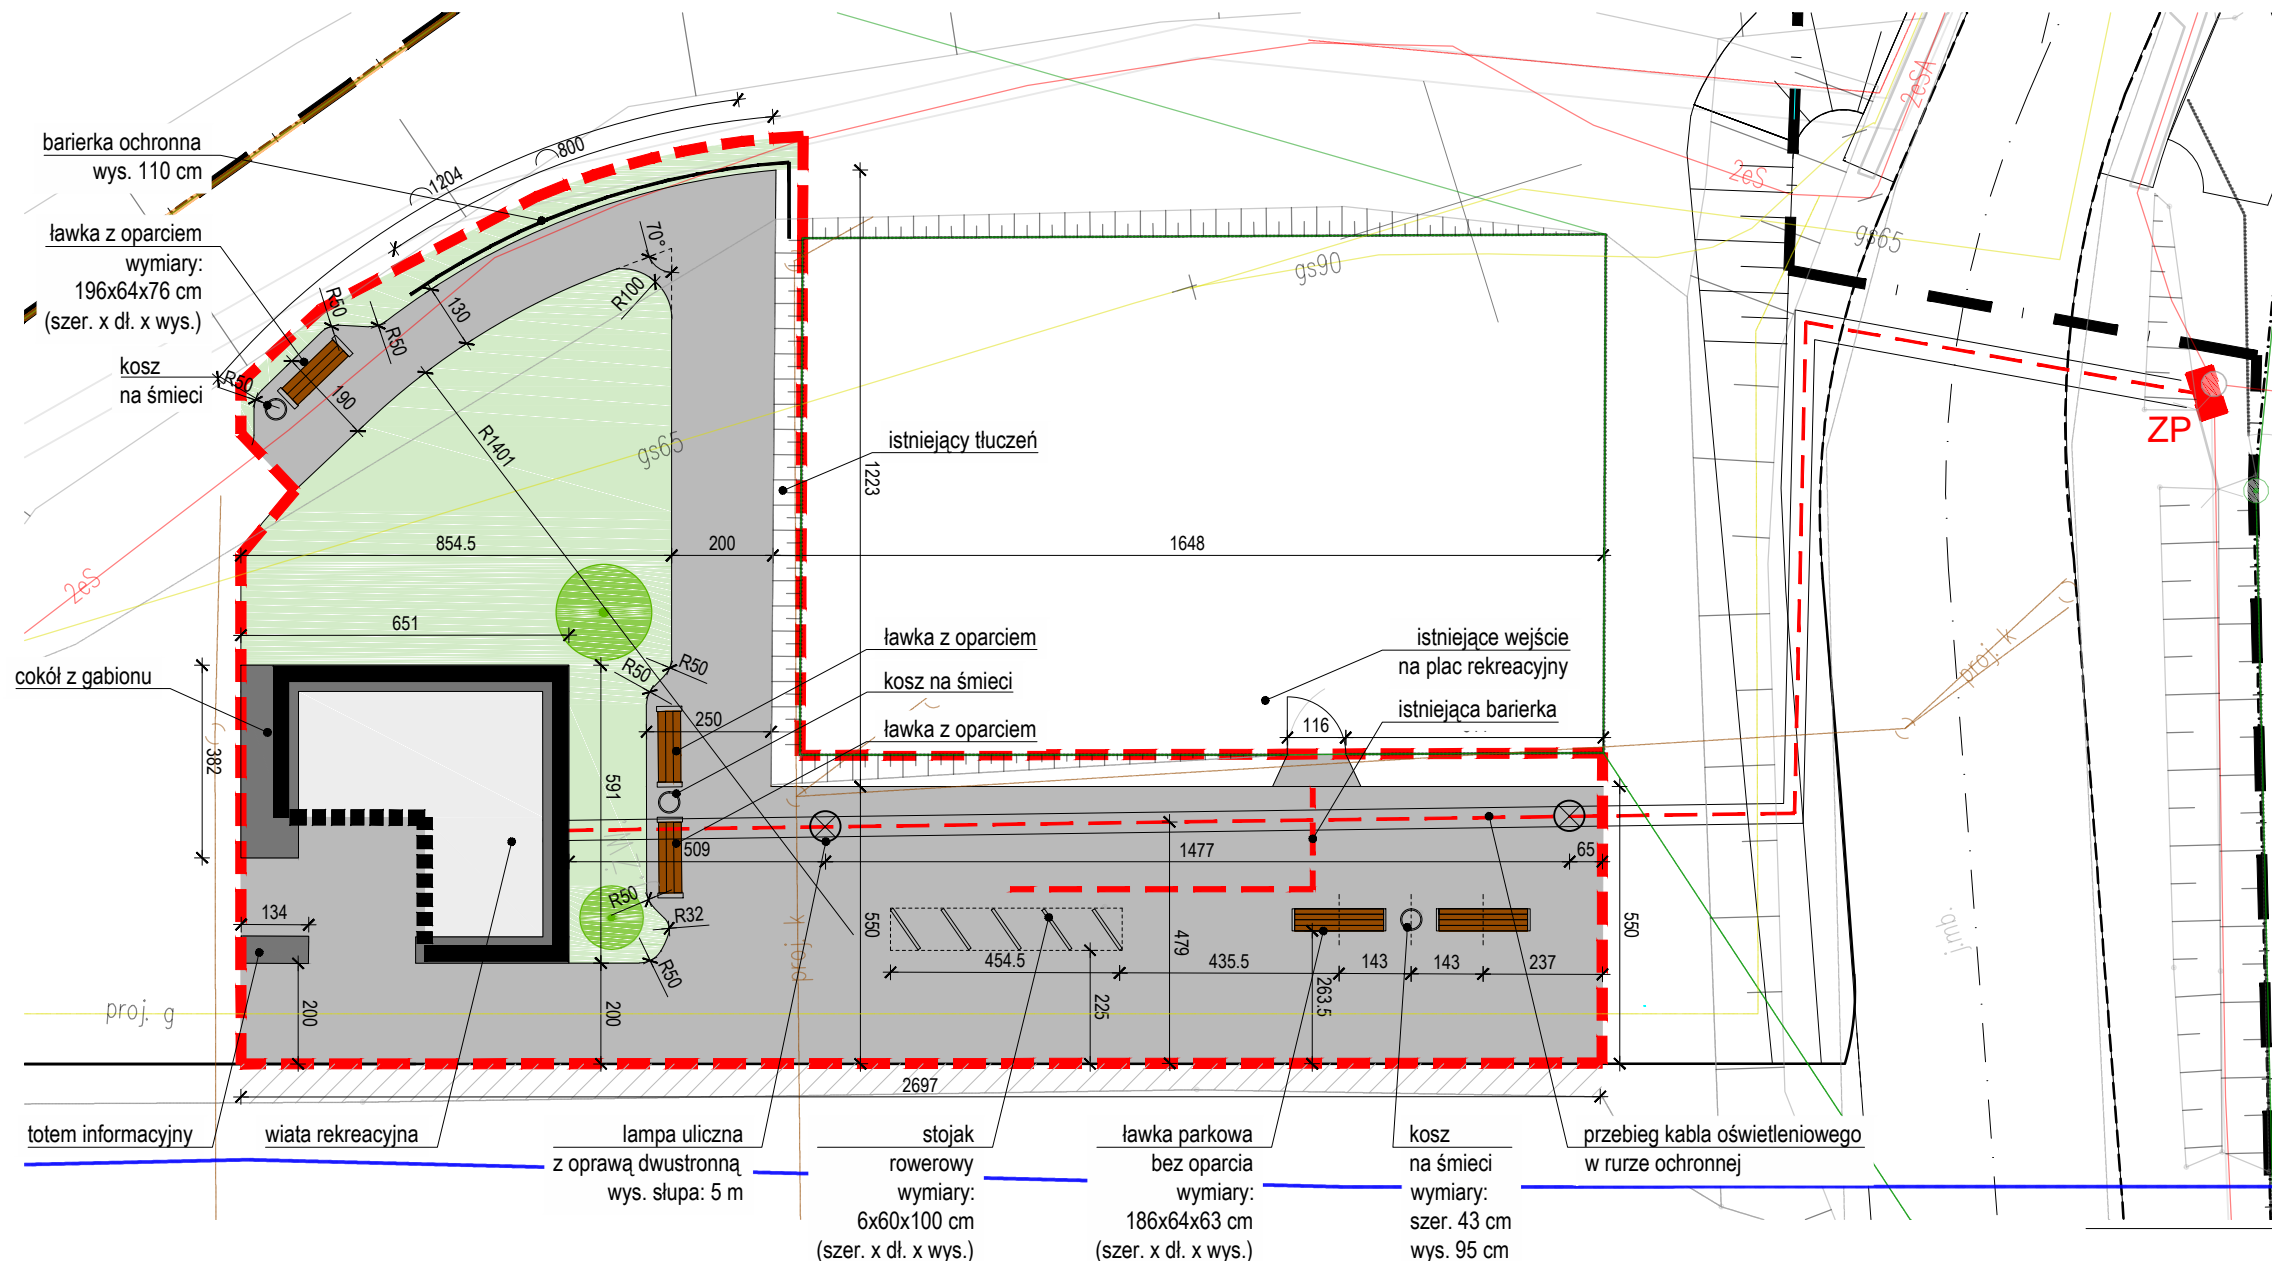 barierka ochronna
wys. 110 cm
ławka z oparciem
wymiary:
196x64x76 cm
(szer. x dł. x wys.)
kosz
na śmieci
cokół z gabionu
1204
800
70°
R100
130
R50
R50
R50
190
R1401
gs65
gs90
gs65
2eS
2eSA
2eS
ZP
istniejący tłuczeń
1223
854.5
200
1648
651
ławka z oparciem
kosz na śmieci
ławka z oparciem
istniejące wejście
na plac rekreacyjny
istniejąca barierka
116
R50
R50
250
382
591
509
1477
65
134
R50
R32
R50
550
479
550
454.5
435.5
143
143
237
200
200
225
263.5
proj. g
proj. k
proj. k
2697
totem informacyjny
wiata rekreacyjna
lampa uliczna
z oprawą dwustronną
wys. słupa: 5 m
stojak
rowerowy
wymiary:
6x60x100 cm
(szer. x dł. x wys.)
ławka parkowa
bez oparcia
wymiary:
186x64x63 cm
(szer. x dł. x wys.)
kosz
na śmieci
wymiary:
szer. 43 cm
wys. 95 cm
przebieg kabla oświetleniowego
w rurze ochronnej